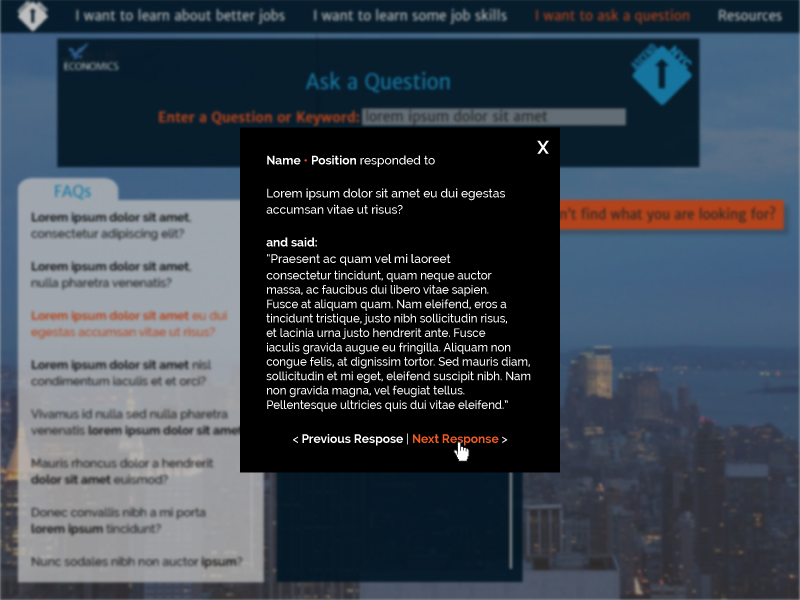 I want to learn about better jobs
I want to learn some job skills
I want to ask a question
Resources
ECONOMICS
NYC
Ask a Question
Enter a Question or Keyword: lorem ipsum dolor sit amet
X
Name • Position responded to
Lorem ipsum dolor sit amet eu dui egestas
accumsan vitae ut risus?
and said:
"Praesent ac quam vel mi laoreet
consectetur tincidunt, quam neque auctor
massa, ac faucibus dui libero vitae sapien.
Fusce at aliquam quam. Nam eleifend, eros a
tincidunt tristique, justo nibh sollicitudin risus,
et lacinia urna justo hendrerit ante. Fusce
iaculis gravida augue eu fringilla. Aliquam non
congue felis, at dignissim tortor. Sed mauris diam,
sollicitudin et mi eget, eleifend suscipit nibh. Nam
non gravida magna, vel feugiat tellus.
Pellentesque ultricies quis dui vitae eleifend."
< Previous Respose | Next Response >
FAQs
Lorem ipsum dolor sit amet,
consectetur adipiscing elit?
Lorem ipsum dolor sit amet,
nulla pharetra venenatis?
Lorem ipsum dolor sit amet eu dui
egestas accumsan vitae ut risus?
Lorem ipsum dolor sit amet nisl
condimentum iaculis et et orci?
Vivamus id nulla sed nulla pharetra
venenatis lorem ipsum dolor sit amet
Mauris rhoncus dolor a hendrerit
dolor sit amet euismod?
Donec convallis nibh a mi porta
lorem ipsum tincidunt?
Nunc sodales nibh non auctor ipsum?
n't find what you are looking for?